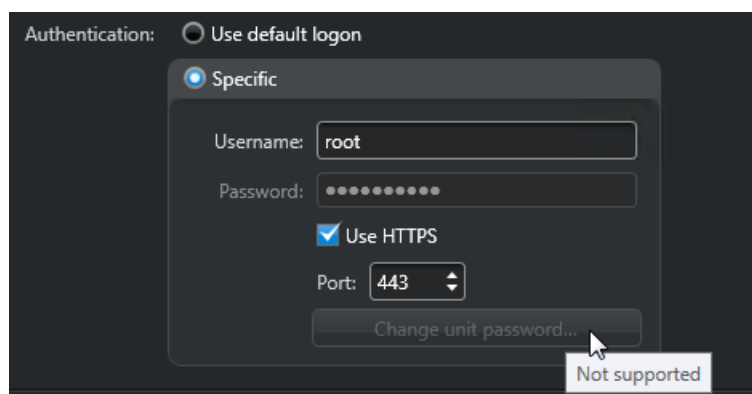 Authentication: Use default logon
Specific
Username: root
Password: ••••••••••
Use HTTPS
Port: 443
Change unit password...
Not supported